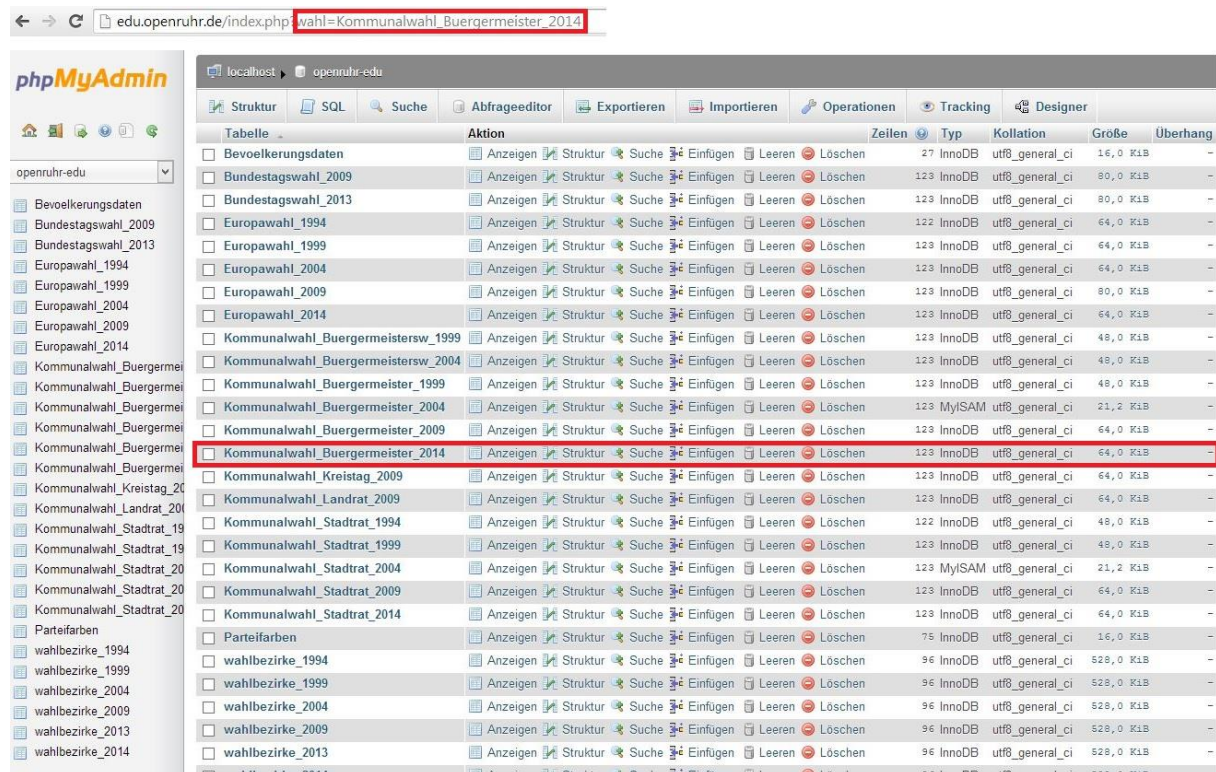 edu.openruhr.de/index.php?wahl=Kommunalwahl_Buergermeister_2014
phpMyAdmin
openruhr-edu
Bevoelkerungsdaten
Bundestagswahl_2009
Bundestagswahl_2013
Europawahl_1994
Europawahl_1999
Europawahl_2004
Europawahl_2009
Europawahl_2014
Kommunalwahl_Buergermei
Kommunalwahl_Buergermei
Kommunalwahl_Buergermei
Kommunalwahl_Buergermei
Kommunalwahl_Buergermei
Kommunalwahl_Buergermei
Kommunalwahl_Kreistag_20
Kommunalwahl_Landrat_200
Kommunalwahl_Stadtrat_19
Kommunalwahl_Stadtrat_19
Kommunalwahl_Stadtrat_20
Kommunalwahl_Stadtrat_20
Kommunalwahl_Stadtrat_20
Parteifarben
wahlbezirke_1994
wahlbezirke_1999
wahlbezirke_2004
wahlbezirke_2009
wahlbezirke_2013
wahlbezirke_2014
localhost openruhr-edu
Struktur SQL Suche Abfrageeditor Exportieren Importieren Operationen Tracking Designer
Tabelle Aktion Zeilen Typ Kollation Größe Überhang
Bevoelkerungsdaten Anzeigen Struktur Suche Einfügen Leeren Löschen 27 InnoDB utf8_general_ci 16,0 KiB -
Bundestagswahl_2009 Anzeigen Struktur Suche Einfügen Leeren Löschen 123 InnoDB utf8_general_ci 80,0 KiB -
Bundestagswahl_2013 Anzeigen Struktur Suche Einfügen Leeren Löschen 123 InnoDB utf8_general_ci 80,0 KiB -
Europawahl_1994 Anzeigen Struktur Suche Einfügen Leeren Löschen 122 InnoDB utf8_general_ci 64,0 KiB -
Europawahl_1999 Anzeigen Struktur Suche Einfügen Leeren Löschen 123 InnoDB utf8_general_ci 64,0 KiB -
Europawahl_2004 Anzeigen Struktur Suche Einfügen Leeren Löschen 123 InnoDB utf8_general_ci 64,0 KiB -
Europawahl_2009 Anzeigen Struktur Suche Einfügen Leeren Löschen 123 InnoDB utf8_general_ci 80,0 KiB -
Europawahl_2014 Anzeigen Struktur Suche Einfügen Leeren Löschen 123 InnoDB utf8_general_ci 64,0 KiB -
Kommunalwahl_Buergermeistersw_1999 Anzeigen Struktur Suche Einfügen Leeren Löschen 123 InnoDB utf8_general_ci 48,0 KiB -
Kommunalwahl_Buergermeistersw_2004 Anzeigen Struktur Suche Einfügen Leeren Löschen 123 InnoDB utf8_general_ci 48,0 KiB -
Kommunalwahl_Buergermeister_1999 Anzeigen Struktur Suche Einfügen Leeren Löschen 123 InnoDB utf8_general_ci 48,0 KiB -
Kommunalwahl_Buergermeister_2004 Anzeigen Struktur Suche Einfügen Leeren Löschen 123 MyISAM utf8_general_ci 21,2 KiB -
Kommunalwahl_Buergermeister_2009 Anzeigen Struktur Suche Einfügen Leeren Löschen 123 InnoDB utf8_general_ci 64,0 KiB -
Kommunalwahl_Buergermeister_2014 Anzeigen Struktur Suche Einfügen Leeren Löschen 123 InnoDB utf8_general_ci 64,0 KiB -
Kommunalwahl_Kreistag_2009 Anzeigen Struktur Suche Einfügen Leeren Löschen 123 InnoDB utf8_general_ci 64,0 KiB -
Kommunalwahl_Landrat_2009 Anzeigen Struktur Suche Einfügen Leeren Löschen 123 InnoDB utf8_general_ci 64,0 KiB -
Kommunalwahl_Stadtrat_1994 Anzeigen Struktur Suche Einfügen Leeren Löschen 122 InnoDB utf8_general_ci 48,0 KiB -
Kommunalwahl_Stadtrat_1999 Anzeigen Struktur Suche Einfügen Leeren Löschen 123 InnoDB utf8_general_ci 48,0 KiB -
Kommunalwahl_Stadtrat_2004 Anzeigen Struktur Suche Einfügen Leeren Löschen 123 MyISAM utf8_general_ci 21,2 KiB -
Kommunalwahl_Stadtrat_2009 Anzeigen Struktur Suche Einfügen Leeren Löschen 123 InnoDB utf8_general_ci 64,0 KiB -
Kommunalwahl_Stadtrat_2014 Anzeigen Struktur Suche Einfügen Leeren Löschen 123 InnoDB utf8_general_ci 64,0 KiB -
Parteifarben Anzeigen Struktur Suche Einfügen Leeren Löschen 75 InnoDB utf8_general_ci 16,0 KiB -
wahlbezirke_1994 Anzeigen Struktur Suche Einfügen Leeren Löschen 96 InnoDB utf8_general_ci 528,0 KiB -
wahlbezirke_1999 Anzeigen Struktur Suche Einfügen Leeren Löschen 96 InnoDB utf8_general_ci 528,0 KiB -
wahlbezirke_2004 Anzeigen Struktur Suche Einfügen Leeren Löschen 96 InnoDB utf8_general_ci 528,0 KiB -
wahlbezirke_2009 Anzeigen Struktur Suche Einfügen Leeren Löschen 96 InnoDB utf8_general_ci 528,0 KiB -
wahlbezirke_2013 Anzeigen Struktur Suche Einfügen Leeren Löschen 96 InnoDB utf8_general_ci 528,0 KiB -